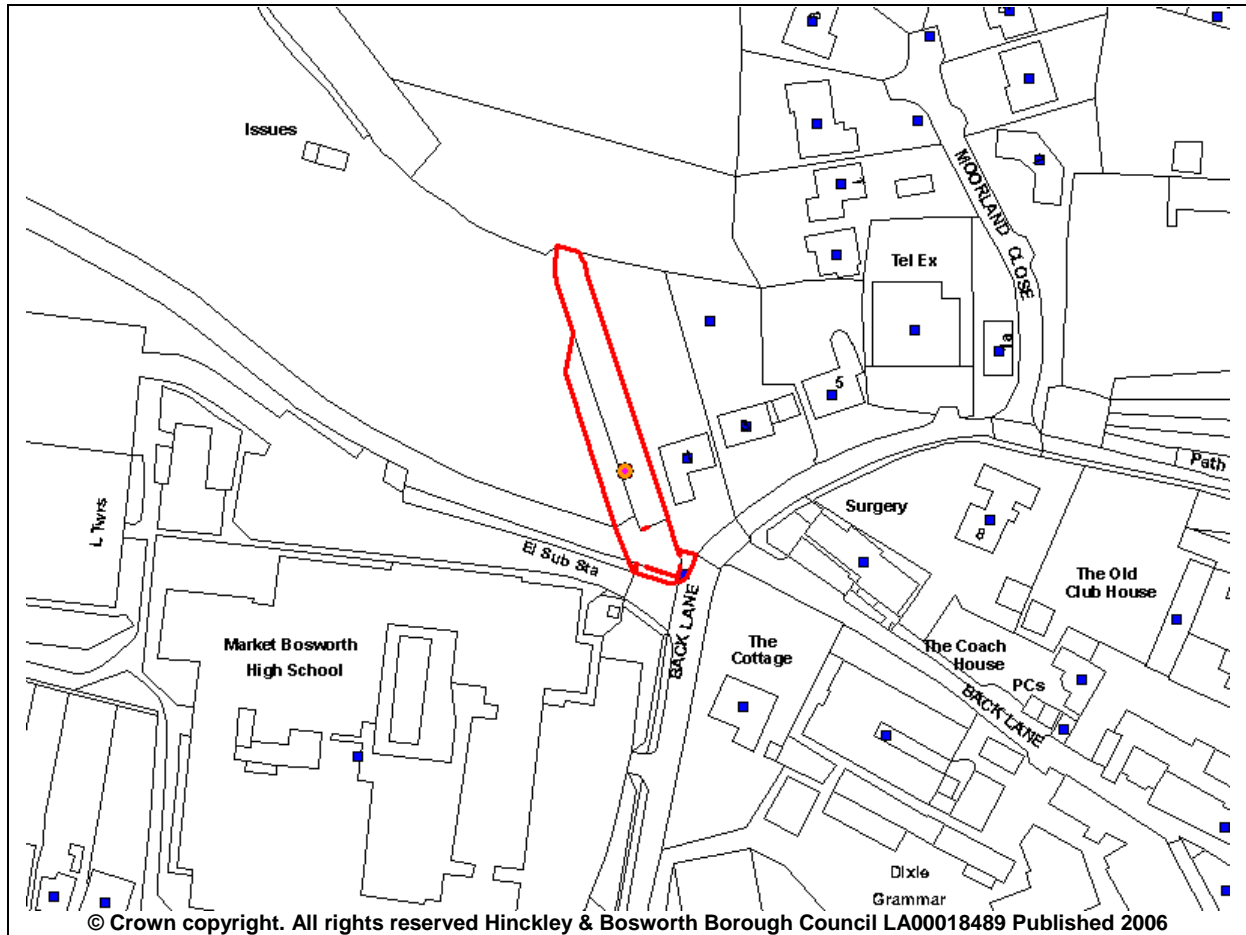 Issues
MOORLAND CLOSE
Tel Ex
1a
5
Path
Surgery
8
L Twrs
El Sub Sta
The Old
Club House
BACK LANE
Market Bosworth
High School
The
Cottage
The Coach
House
PCs
BACK LANE
Dixie
Grammar
© Crown copyright. All rights reserved Hinckley & Bosworth Borough Council LA00018489 Published 2006